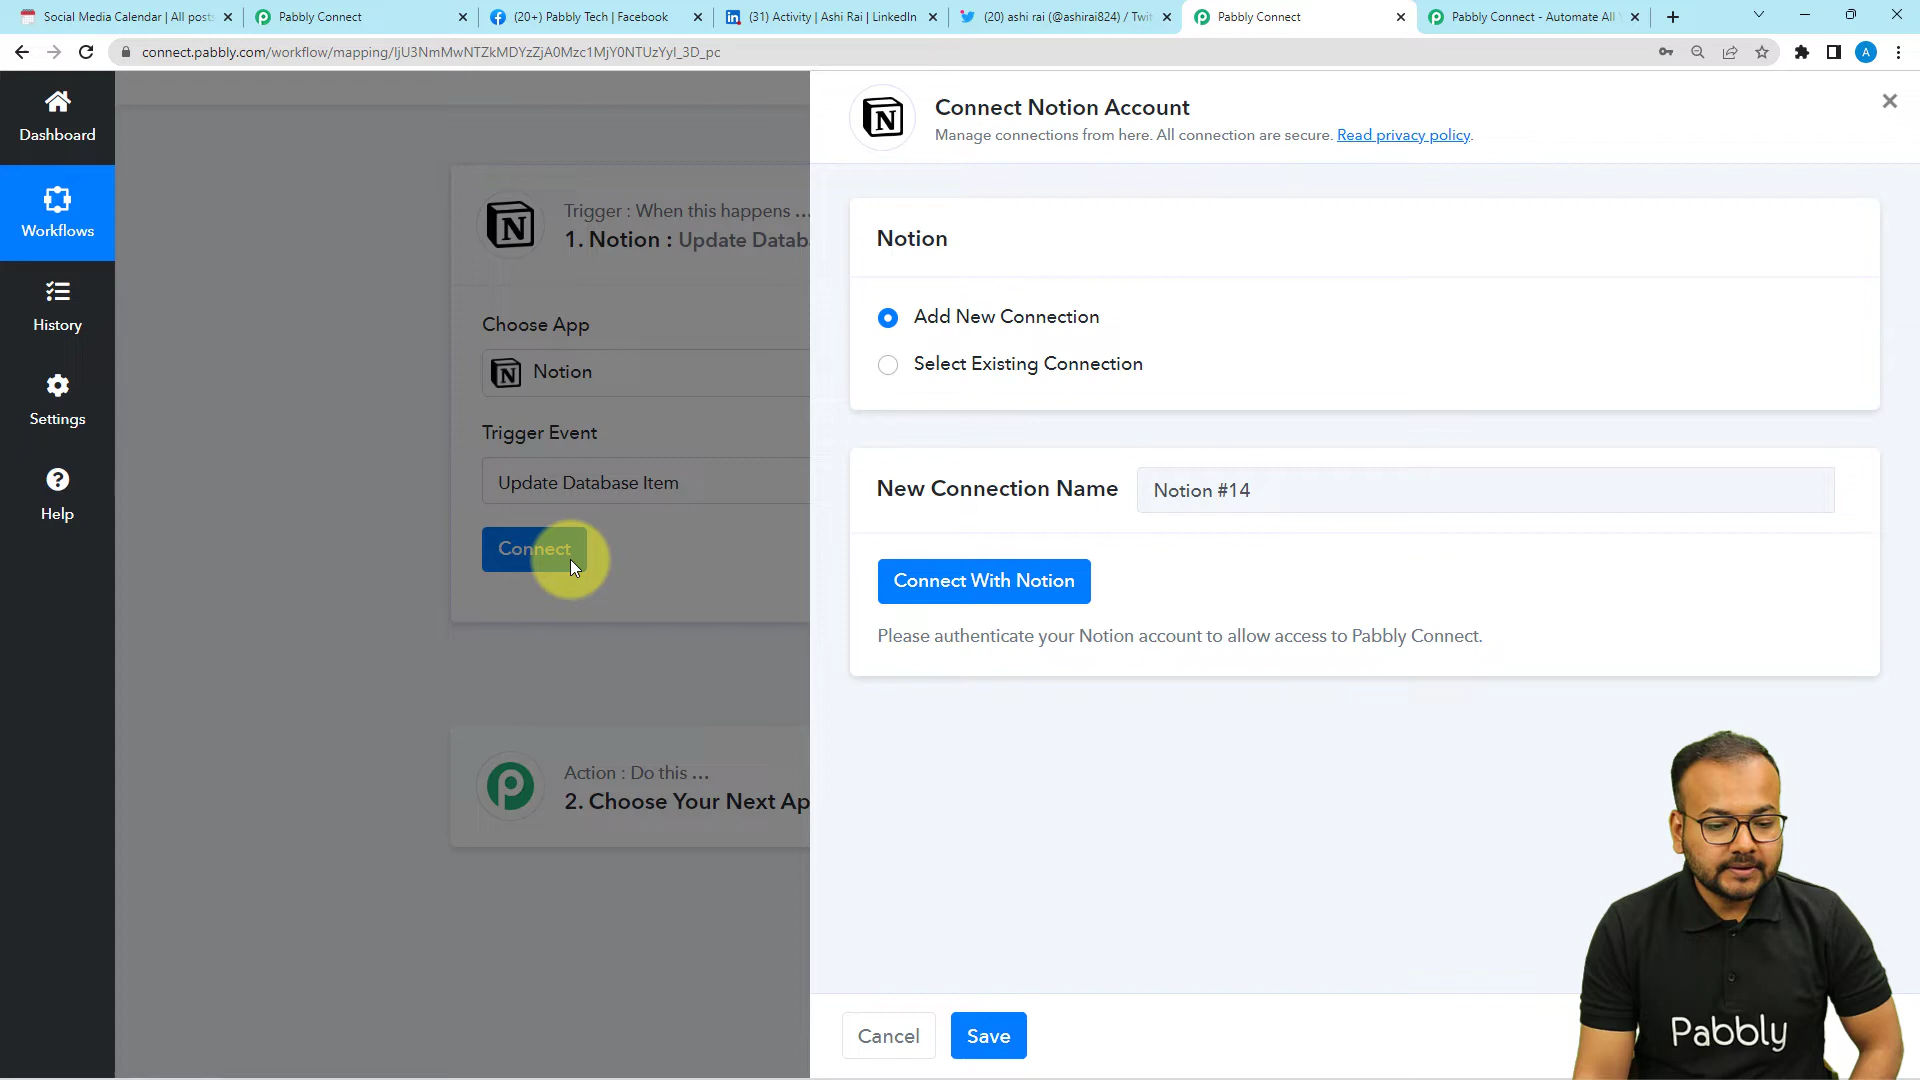 Social Media Calendar | All post:
Pabbly Connect
(20+) Pabbly Tech | Facebook
(31) Activity | Ashi Rai | LinkedIn
(20) ashi rai (@ashirai824) / Twit
Pabbly Connect
Pabbly Connect - Automate All
connect.pabbly.com/workflow/mapping/IjU3NmMwNTZkMDYzZjA0Mzc1MjY0NTUzYyI_3D_pc
A
Dashboard
Workflows
History
Settings
Help
Trigger : When this happens ...
1. Notion : Update Datab
Choose App
Notion
Trigger Event
Update Database Item
Connect
Action : Do this ...
2. Choose Your Next Ap
Connect Notion Account
Manage connections from here. All connection are secure. Read privacy policy.
Notion
Add New Connection
Select Existing Connection
New Connection Name
Notion #14
Connect With Notion
Please authenticate your Notion account to allow access to Pabbly Connect.
Cancel
Save
Pabbly